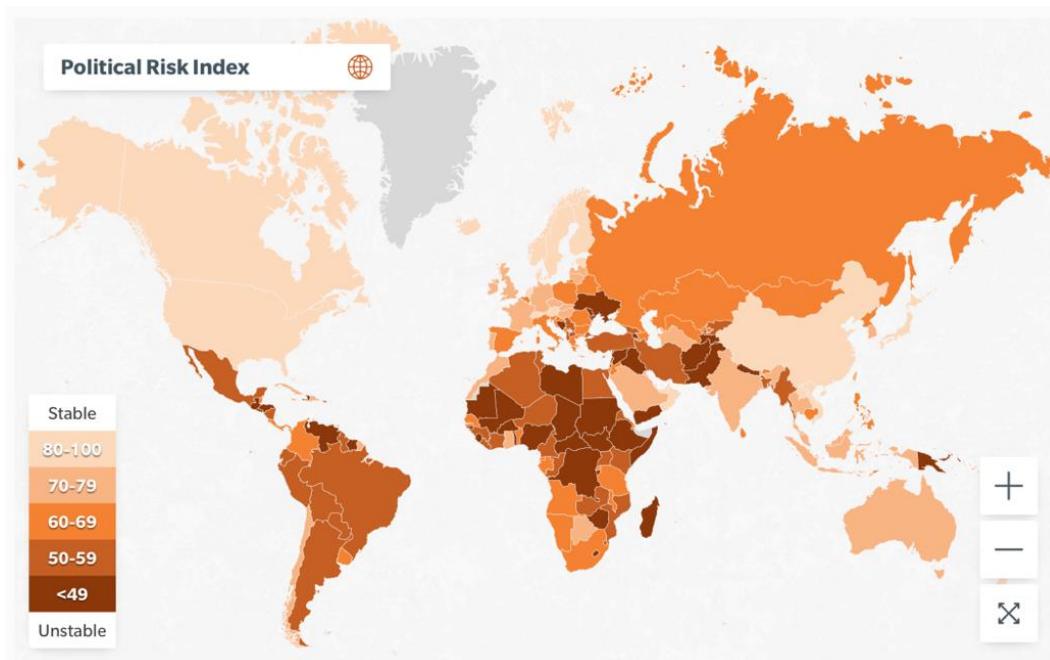 Political Risk Index
Stable
80-100
70-79
60-69
50-59
<49
Unstable